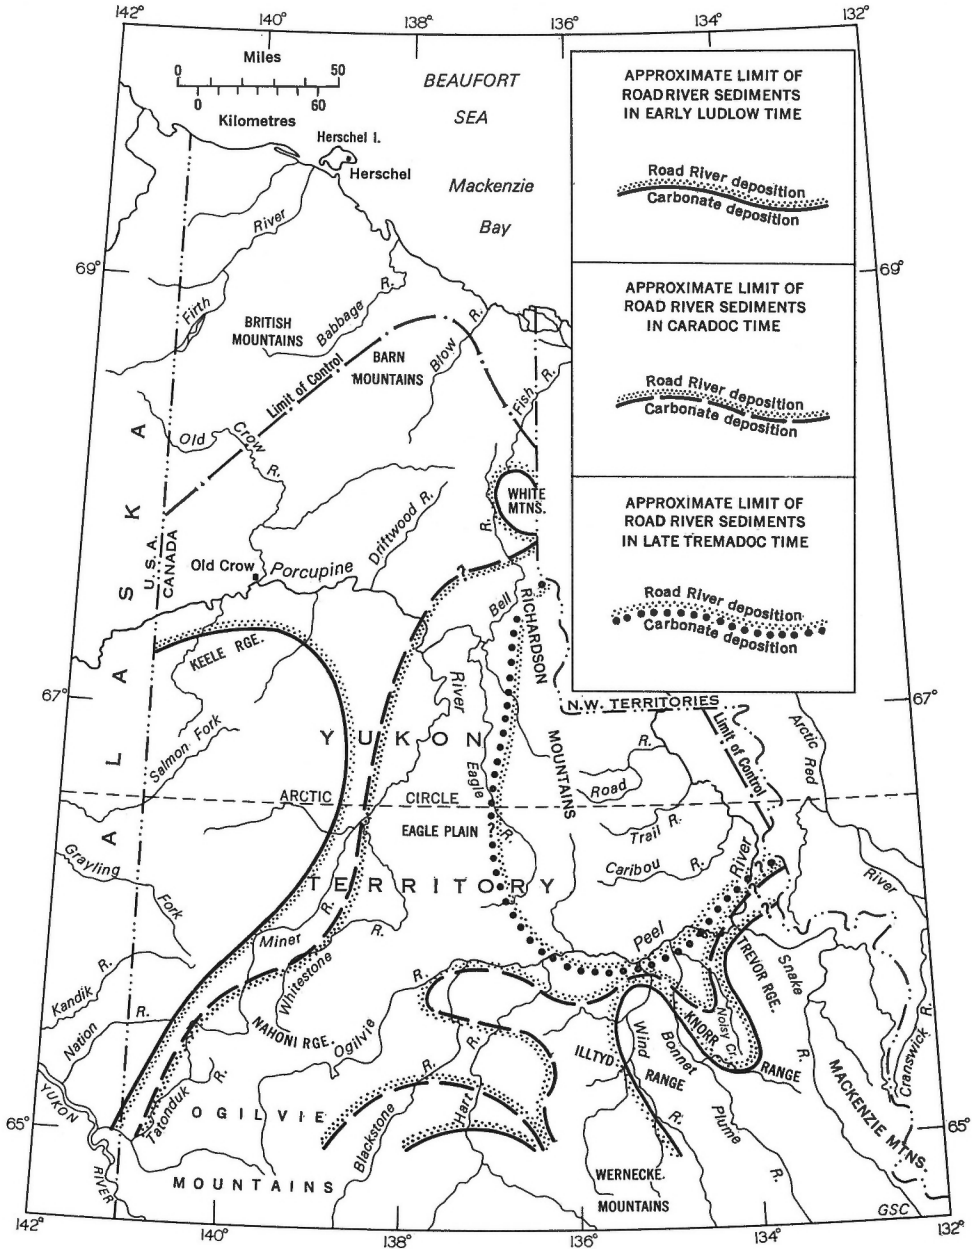 142° 140° 138° 136° 134° 132°
Miles
0 50
0 60
Kilometres
BEAUFORT
SEA
Herschel I.
Herschel
Mackenzie
Bay
APPROXIMATE LIMIT OF
ROAD RIVER SEDIMENTS
IN EARLY LUDLOW TIME
Road River deposition
Carbonate deposition
River
69° 69°
Firth
BRITISH
MOUNTAINS
Babbage R.
BARN
MOUNTAINS
Blow R.
Limit of Control
Fish R.
APPROXIMATE LIMIT OF
ROAD RIVER SEDIMENTS
IN CARADOC TIME
Road River deposition
Carbonate deposition
Old Crow R.
WHITE
MTNS.
R.
Driftwood R.
APPROXIMATE LIMIT OF
ROAD RIVER SEDIMENTS
IN LATE TREMADOC TIME
Road River deposition
Carbonate deposition
ALASKA
U.S.A.
CANADA
Old Crow
Porcupine
?
Bell
RICHARDSON
MOUNTAINS
KEELE RGE.
67° 67°
River
N.W. TERRITORIES
Limit of Control
Arctic Red
River
YUKON
Salmon Fork
Eagle
R.
R.
Road
ARCTIC CIRCLE
EAGLE PLAIN
?
Trail R.
Caribou R.
River
Grayling
Fork
TERRITORY
?
?
R.
Miner
R.
Peel
TREVOR RGE.
Snake
R.
Kandik R.
Whitestone
R.
Nation R.
NAHONI RGE.
Ogilvie
R.
Noisy Cr.
KNORR
RANGE
ILLTYD
RANGE
Wind
R.
Bonnet
Plume
R.
MACKENZIE MTNS.
Cranswick R.
YUKON
RIVER
Tatonduk R.
65° 65°
OGILVIE
MOUNTAINS
Blackstone
R.
Hart
WERNECKE
MOUNTAINS
GSC
142° 140° 138° 136° 134° 132°